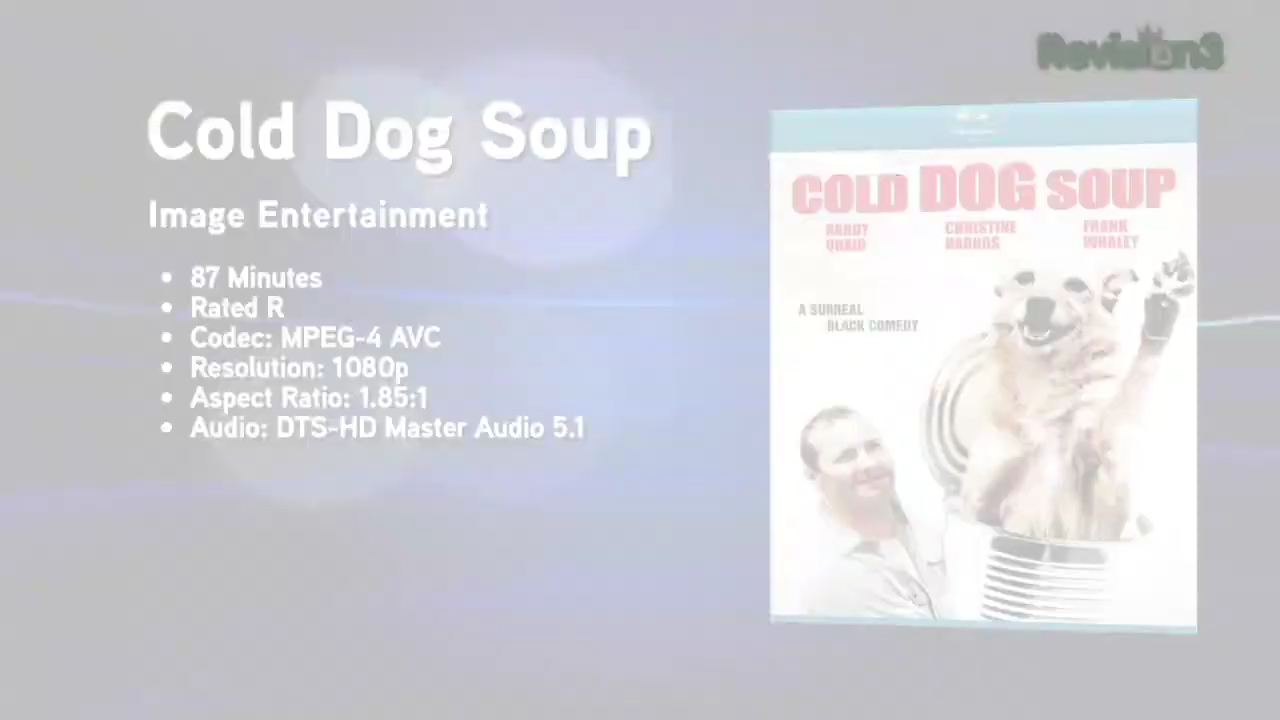 Revision3
Cold Dog Soup
Image Entertainment
• 87 Minutes
• Rated R
• Codec: MPEG-4 AVC
• Resolution: 1080p
• Aspect Ratio: 1.85:1
• Audio: DTS-HD Master Audio 5.1
COLD DOG SOUP
RANDY QUAID
CHRISTINE HARNOS
FRANK WHALEY
A SURREAL
BLACK COMEDY